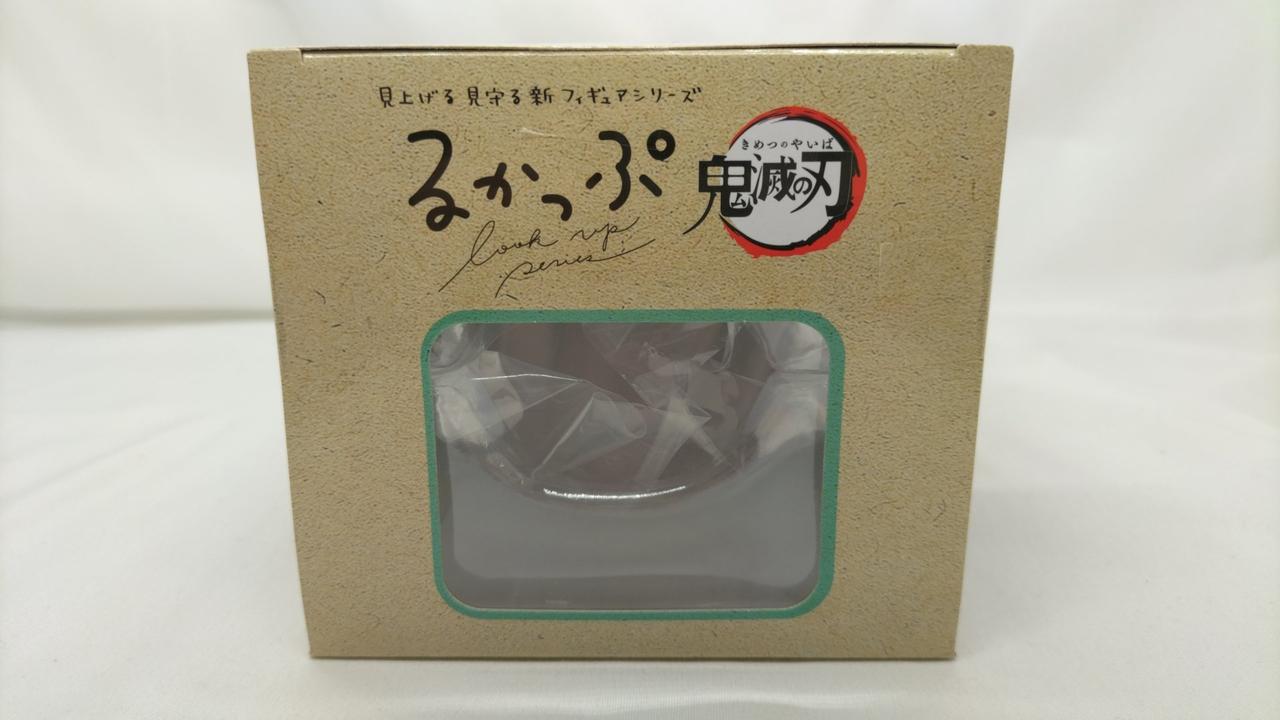 見上げる 見守る 新 フィギュアシリーズ
るかっぷ
look up
series
きめつのやいば
鬼滅の刃